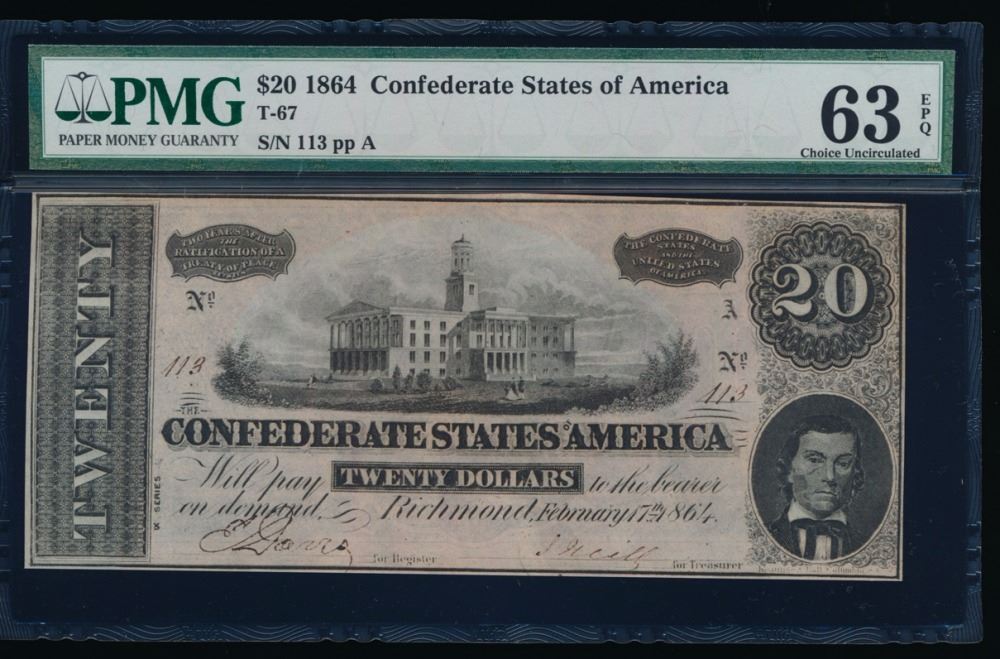 PMG
PAPER MONEY GUARANTY
$20 1864 Confederate States of America
T-67
S/N 113 pp A
63
EPQ
Choice Uncirculated
TWENTY
TWO YEARS AFTER
THE
RATIFICATION OF A
TREATY OF PEACE
BETWEEN
THE CONFEDERATE
STATES
AND THE
UNITED STATES
OF AMERICA.
20
No.
A
113
No.
113
THE
CONFEDERATE STATES OF AMERICA
Will pay TWENTY DOLLARS to the bearer
on demand. Richmond, February 17th 1864.
SERIES
for Register
for Treasurer